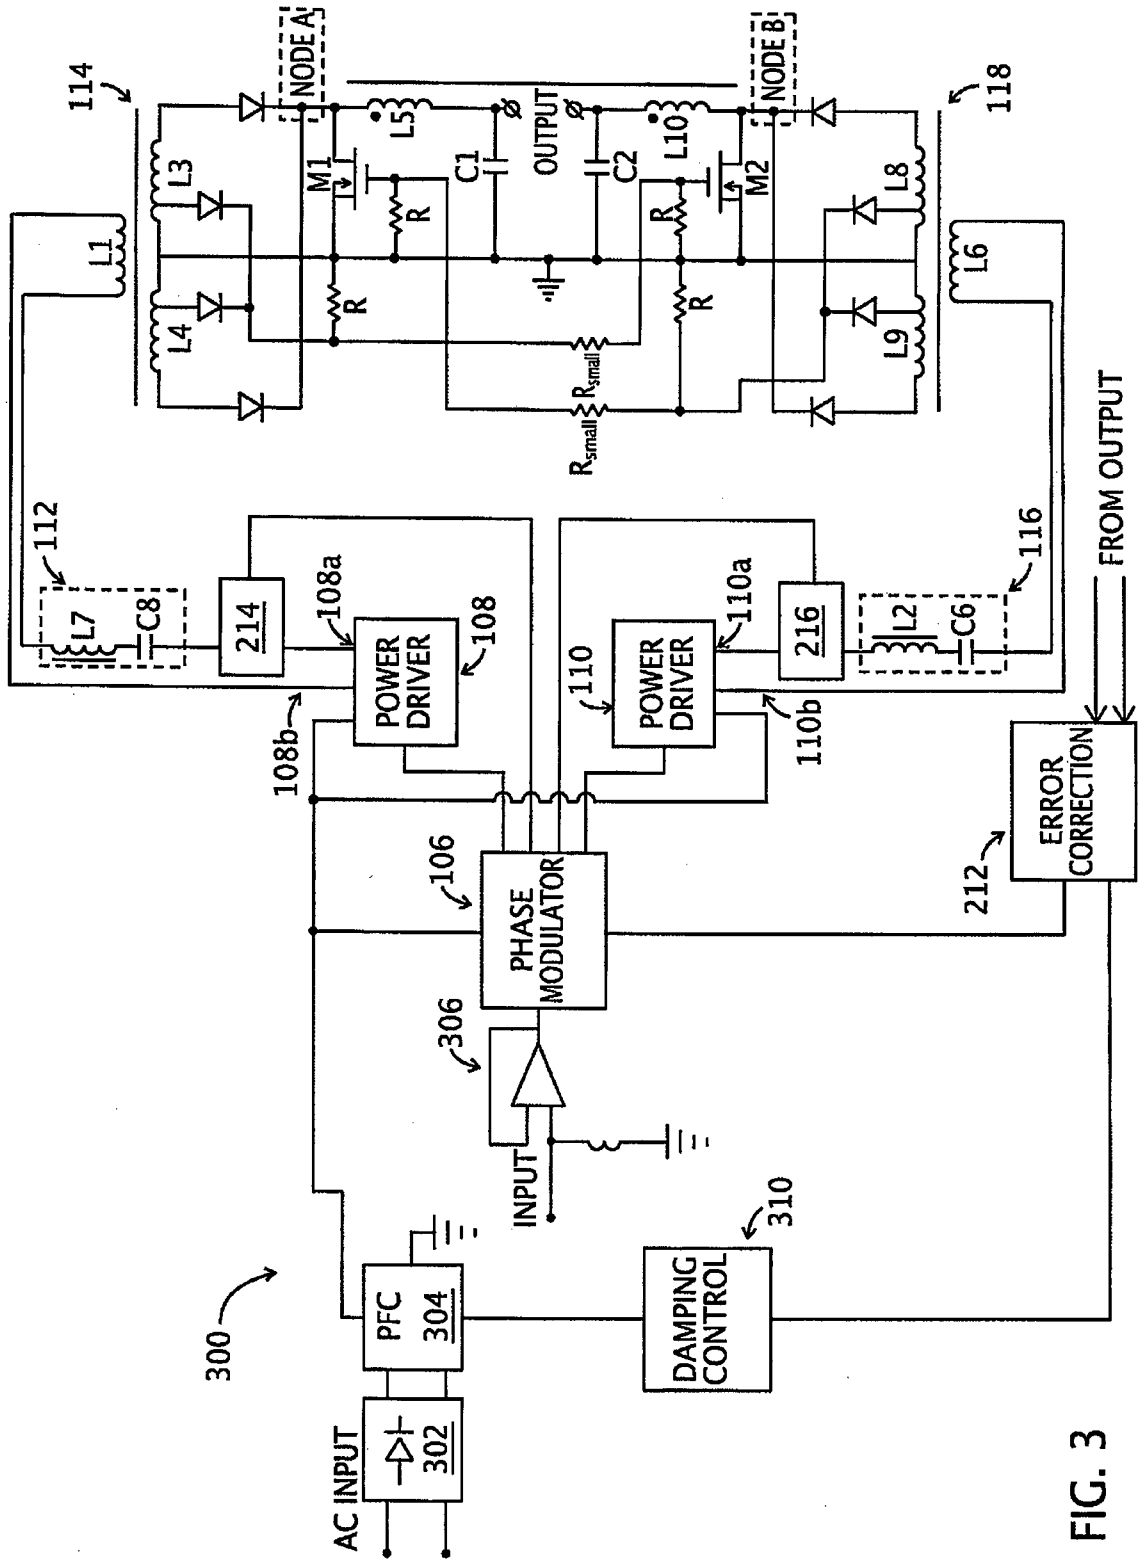 114
NODE A
L1
L3
L4
M1
L5
R
R
C1
OUTPUT
C2
L10
R
R
M2
NODE B
118
L8
L9
L6
Rsmall
Rsmall
112
L7
C8
214
108a
POWER
DRIVER
108
108b
110
POWER
DRIVER
110a
110b
216
L2
C6
116
FROM OUTPUT
106
PHASE
MODULATOR
212
ERROR
CORRECTION
306
INPUT
300
PFC
304
302
AC INPUT
310
DAMPING
CONTROL
FIG. 3